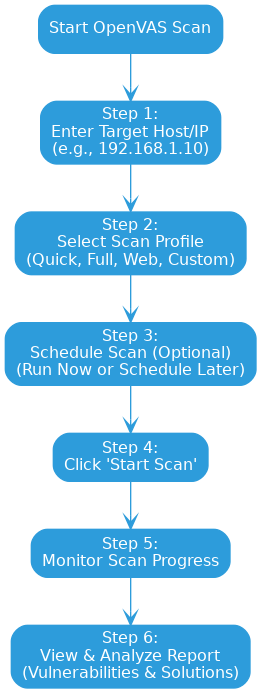 Start OpenVAS Scan
Step 1:
Enter Target Host/IP
(e.g., 192.168.1.10)
Step 2:
Select Scan Profile
(Quick, Full, Web, Custom)
Step 3:
Schedule Scan (Optional)
(Run Now or Schedule Later)
Step 4:
Click 'Start Scan'
Step 5:
Monitor Scan Progress
Step 6:
View & Analyze Report
(Vulnerabilities & Solutions)